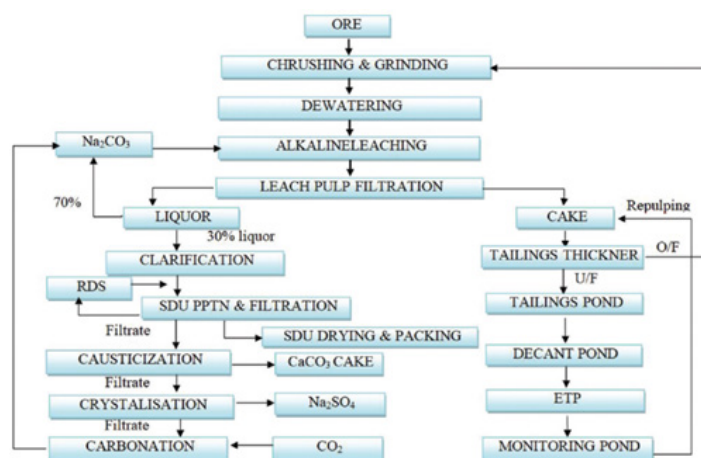 ORE
CHRUSHING & GRINDING
DEWATERING
Na₂CO₃
ALKALINELEACHING
LEACH PULP FILTRATION
70%
Repulping
LIQUOR
CAKE
30% liquor
CLARIFICATION
TAILINGS THICKNER
O/F
RDS
U/F
SDU PPTN & FILTRATION
TAILINGS POND
Filtrate
SDU DRYING & PACKING
CAUSTICIZATION
CaCO₃ CAKE
DECANT POND
Filtrate
CRYSTALISATION
Na₂SO₄
ETP
Filtrate
CARBONATION
CO₂
MONITORING POND